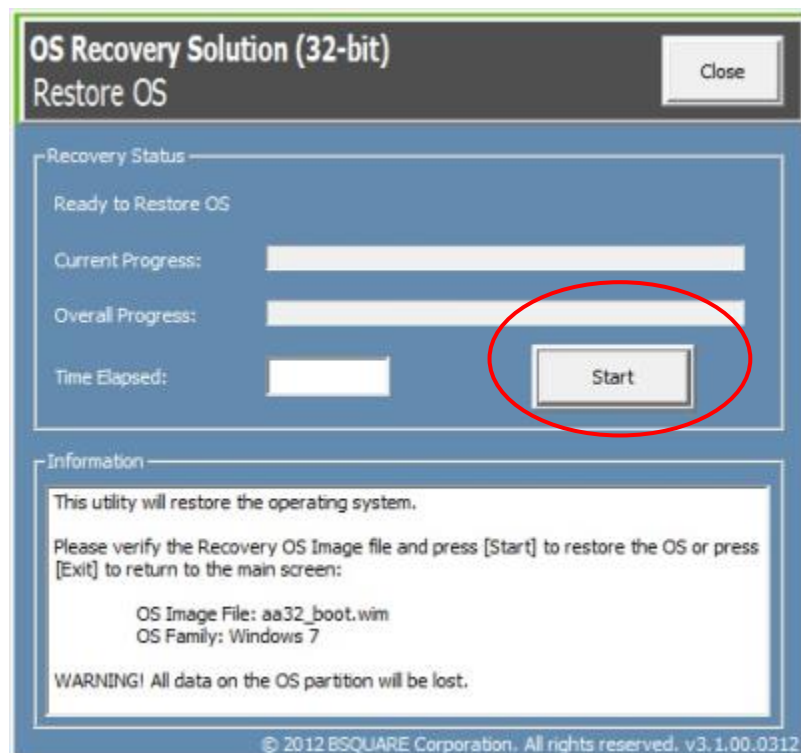 OS Recovery Solution (32-bit)
Restore OS
Close
Recovery Status
Ready to Restore OS
Current Progress:
Overall Progress:
Time Elapsed:
Start
Information
This utility will restore the operating system.
Please verify the Recovery OS Image file and press [Start] to restore the OS or press
[Exit] to return to the main screen:
OS Image File: aa32_boot.wim
OS Family: Windows 7
WARNING! All data on the OS partition will be lost.
© 2012 BSQUARE Corporation. All rights reserved. v3.1.00.0312